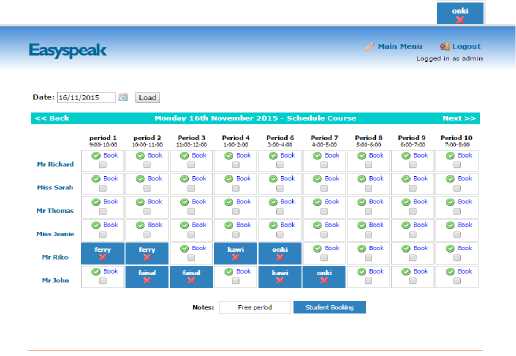 onki
Easyspeak
Main Menu Logout
Logged in as admin
Date: 16/11/2015 Load
<< Back Monday 16th November 2015 - Schedule Course Next >>
period 1 period 2 Period 3 Period 4 Period 6 Period 7 Period 8 Period 9 Period 10
9:00-10:00 10:00-11:00 11:00-12:00 1:00-2:00 3:00-4:00 4:00-5:00 5:00-6:00 6:00-7:00 7:00-8:00
Mr Rickard Book Book Book Book Book Book Book Book Book
Miss Sarah Book Book Book Book Book Book Book Book Book
Mr Thomas Book Book Book Book Book Book Book Book Book
Miss Jennie Book Book Book Book Book Book Book Book Book
Mr Riko ferry ferry Book kawi onki Book Book Book Book
Mr John Book faisal faisal Book kawi onki Book Book Book
Notes: Free period Student Booking